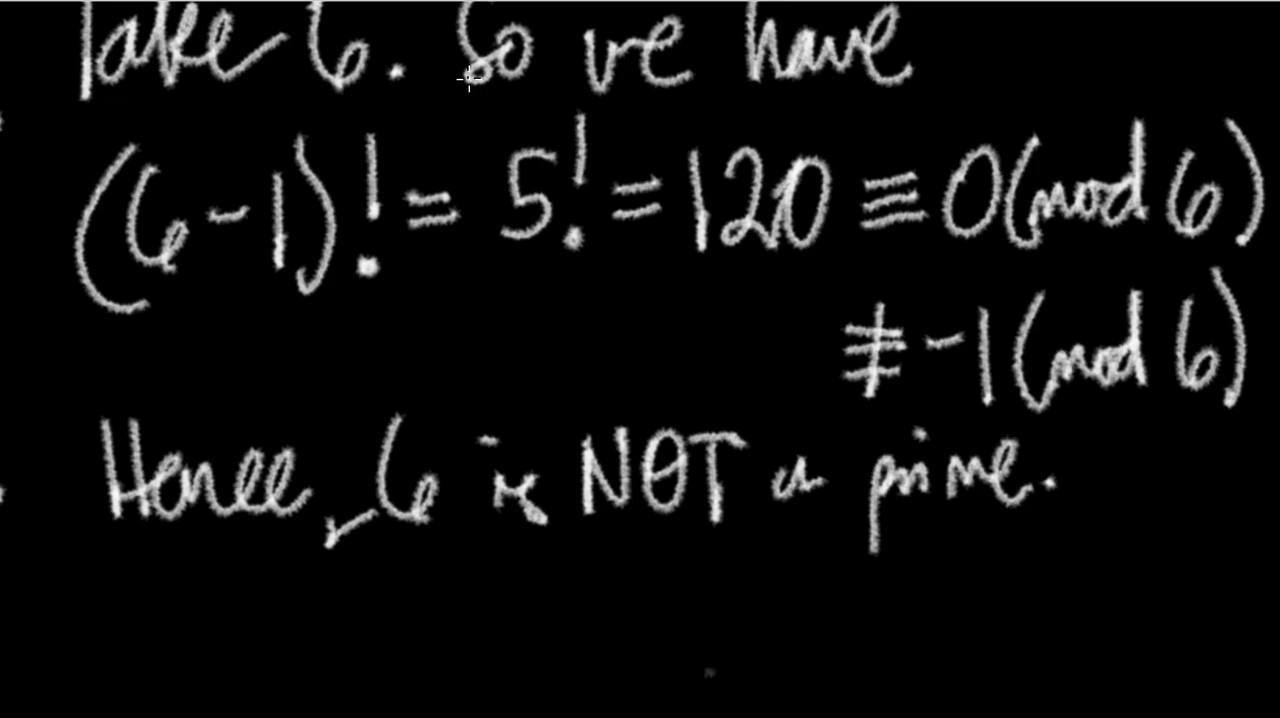 Take 6. So we have
(6-1)! = 5! = 120 ≡ 0 (mod 6)
≢ -1 (mod 6)
Hence, 6 is NOT a prime.